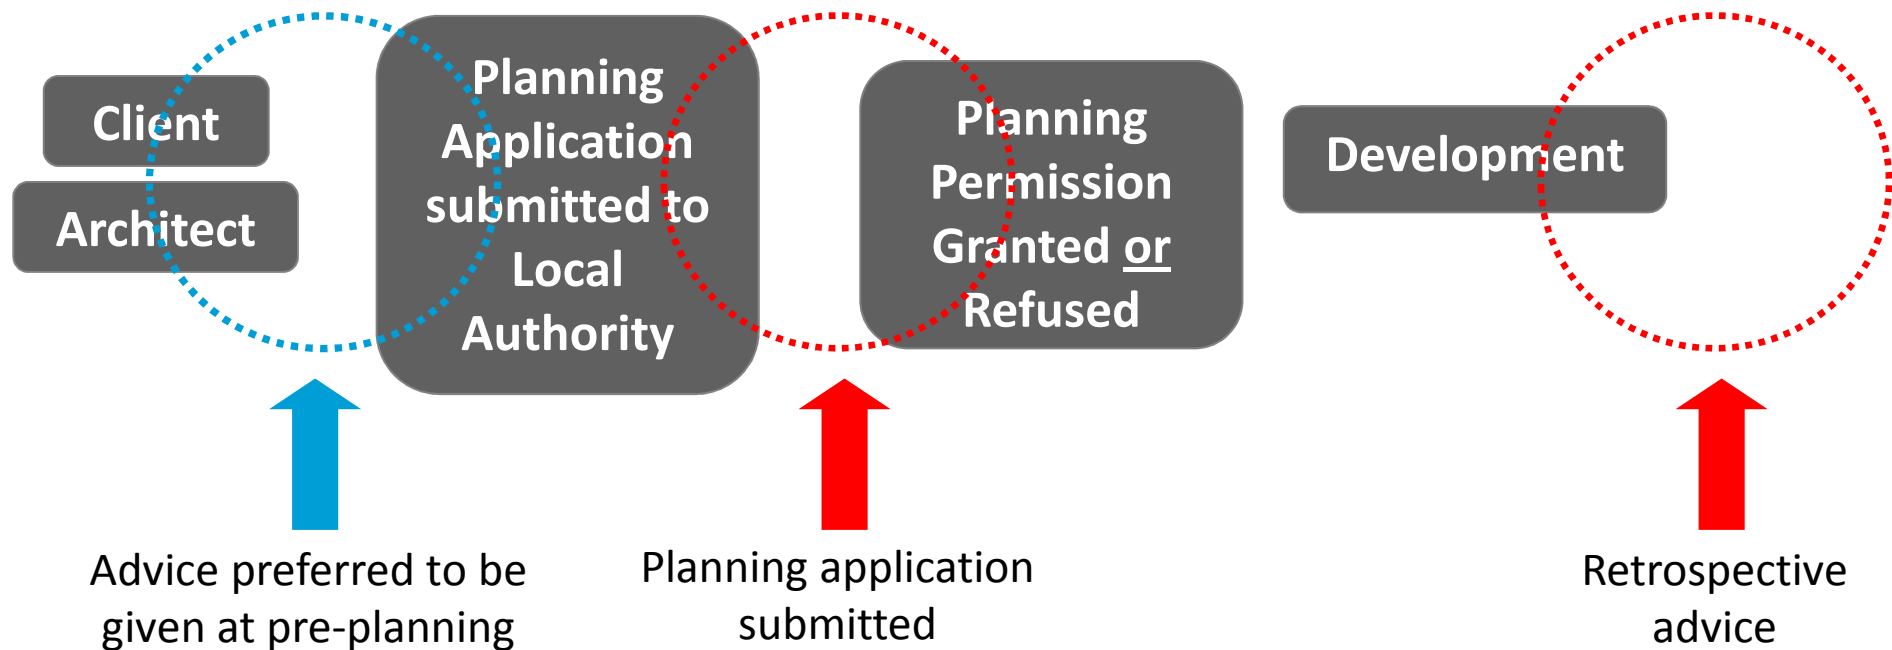 Client
Architect
Planning
Application
submitted to
Local
Authority
Planning
Permission
Granted or
Refused
Development
Advice preferred to be
given at pre-planning
Planning application
submitted
Retrospective
advice